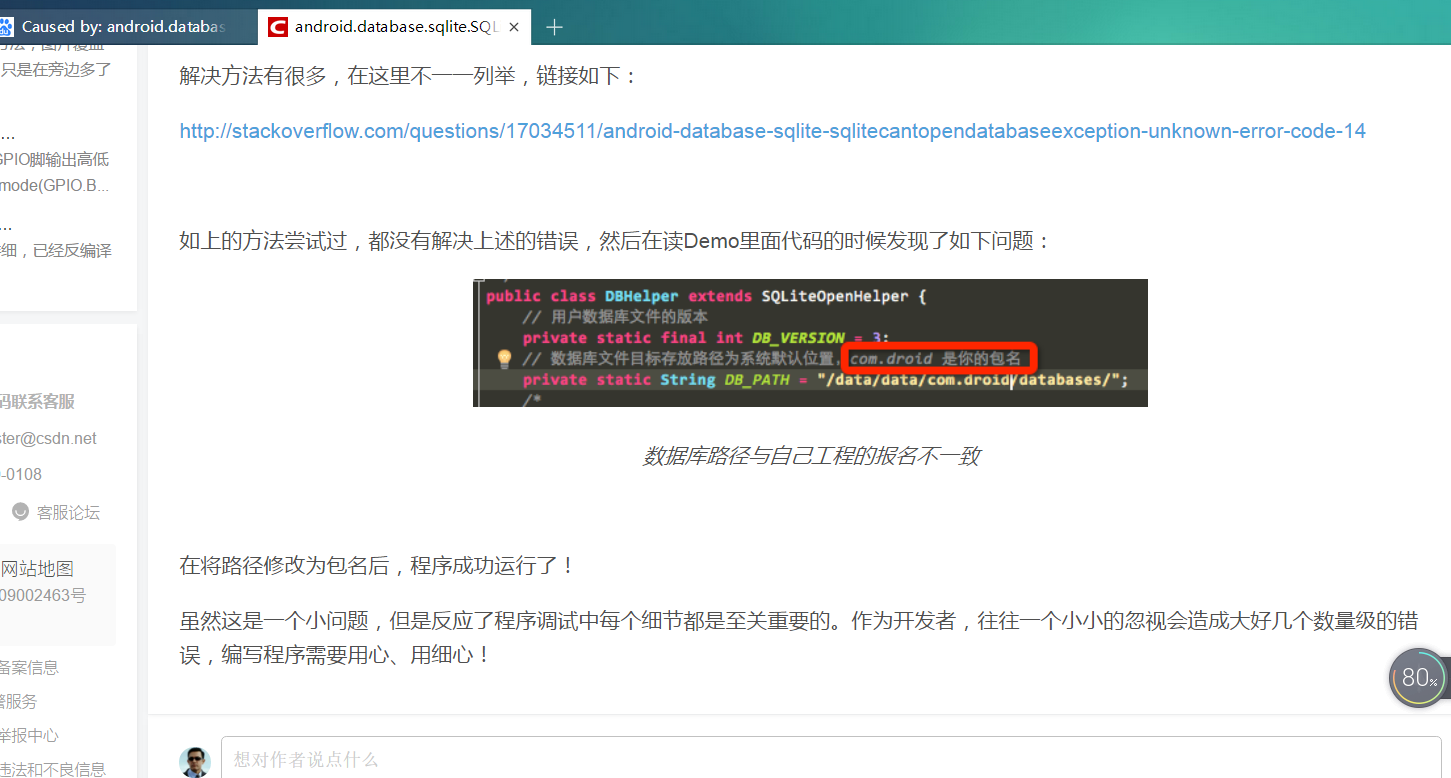 Caused by: android.databas
android.database.sqlite.SQL
只是在旁边多了
...
GPIO脚输出高低
mode(GPIO.B...
...
详细，已经反编译
码联系客服
ster@csdn.net
0-0108
客服论坛
网站地图
09002463号
备案信息
警服务
举报中心
违法和不良信息
解决方法有很多，在这里不一一列举，链接如下：
http://stackoverflow.com/questions/17034511/android-database-sqlite-sqlitecantopendatabaseexception-unknown-error-code-14
如上的方法尝试过，都没有解决上述的错误，然后在读Demo里面代码的时候发现了如下问题：
public class DBHelper extends SQLiteOpenHelper {
// 用户数据库文件的版本
private static final int DB_VERSION = 3;
// 数据库文件目标存放路径为系统默认位置，com.droid 是你的包名
private static String DB_PATH = "/data/data/com.droid/databases/";
/*
数据库路径与自己工程的报名不一致
在将路径修改为包名后，程序成功运行了！
虽然这是一个小问题，但是反应了程序调试中每个细节都是至关重要的。作为开发者，往往一个小小的忽视会造成大好几个数量级的错
误，编写程序需要用心、用细心！
80%
想对作者说点什么